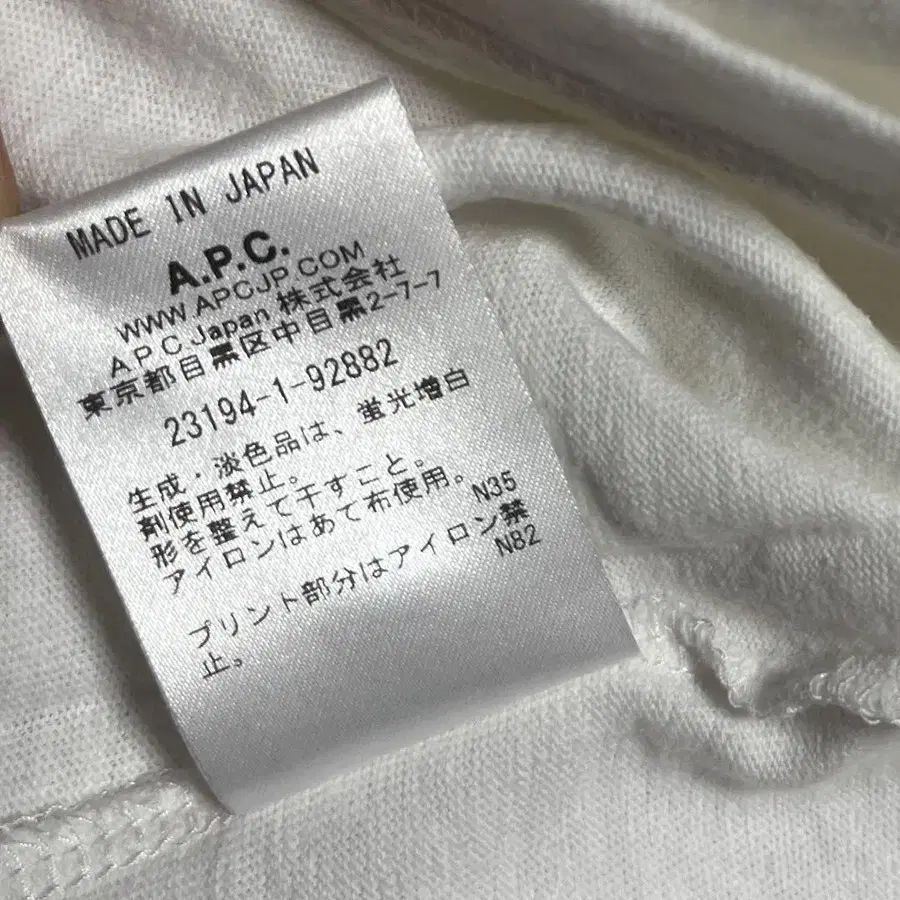 MADE IN JAPAN
A.P.C.
WWW.APCJP.COM
A P C Japan 株式会社
東京都目黒区中目黒2-7-7
23194-1-92882
生成・淡色品は、蛍光増白
剤使用禁止。
形を整えて干すこと。
アイロンはあて布使用。 N35
プリント部分はアイロン禁
止。 N82